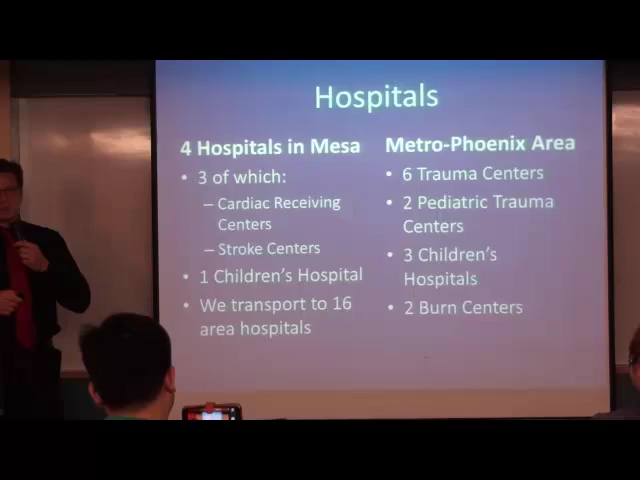 Hospitals
4 Hospitals in Mesa
• 3 of which:
– Cardiac Receiving
Centers
– Stroke Centers
• 1 Children's Hospital
• We transport to 16
area hospitals
Metro-Phoenix Area
• 6 Trauma Centers
• 2 Pediatric Trauma
Centers
• 3 Children's
Hospitals
• 2 Burn Centers